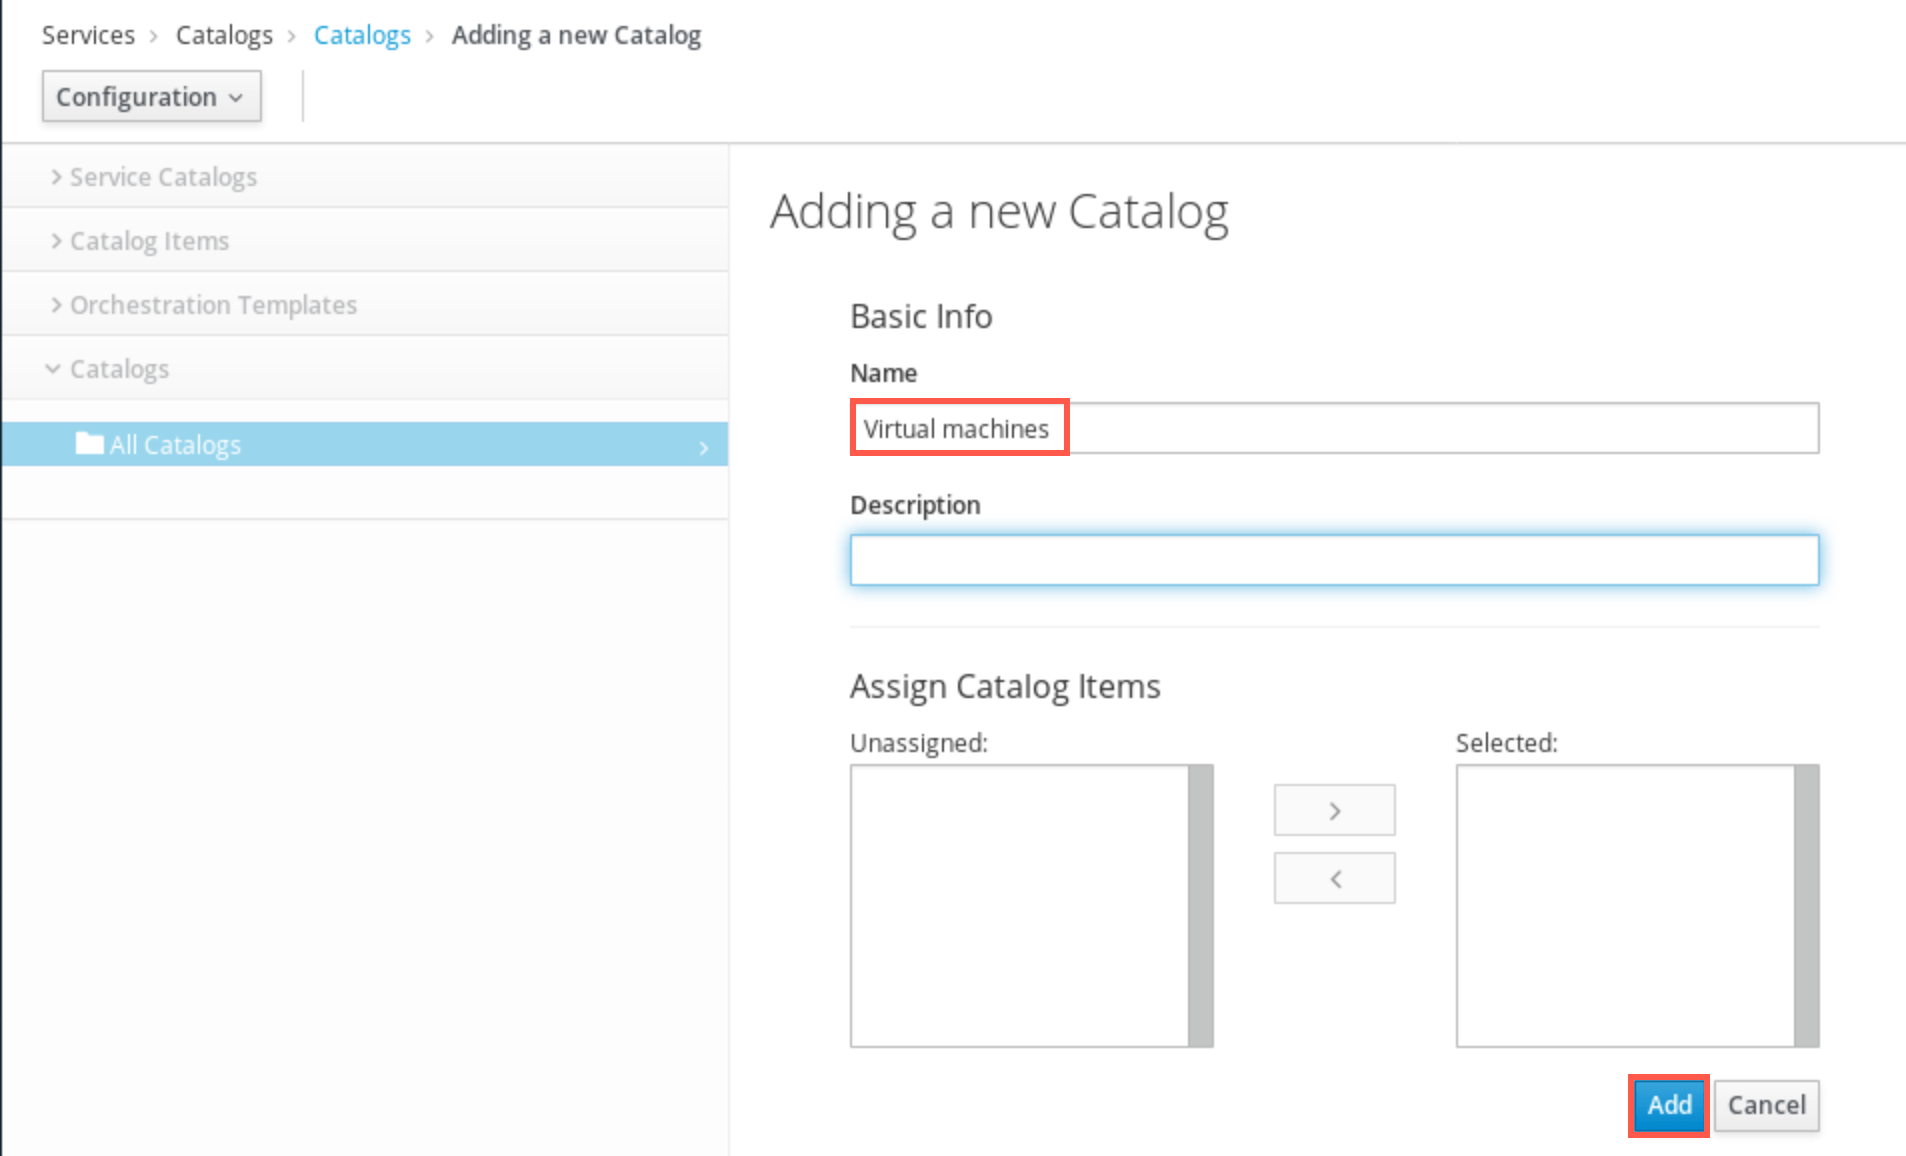 Services > Catalogs > Catalogs > Adding a new Catalog
Configuration
Service Catalogs
Catalog Items
Orchestration Templates
Catalogs
All Catalogs
Adding a new Catalog
Basic Info
Name
Virtual machines
Description
Assign Catalog Items
Unassigned:
Selected:
Add
Cancel